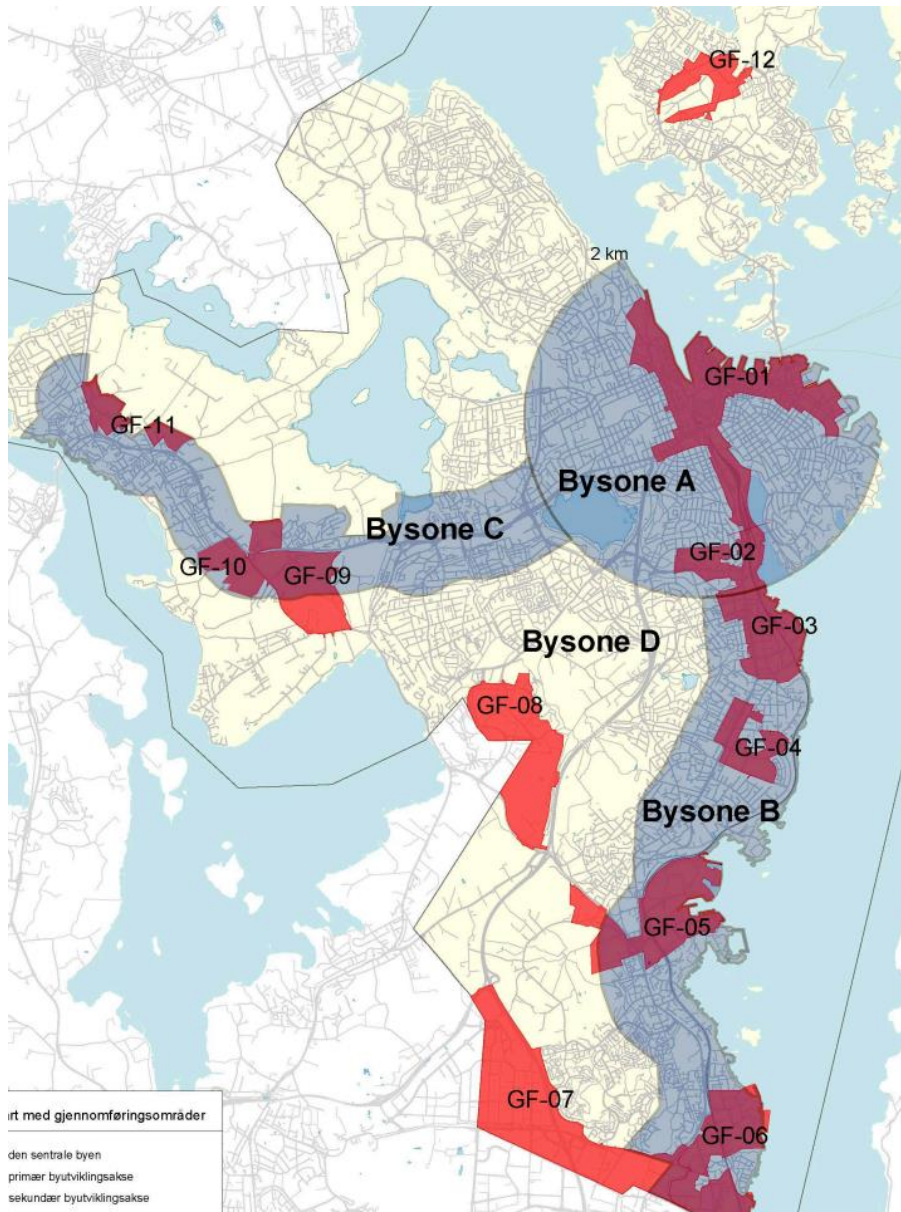 GF-12
2 km
GF-01
GF-11
Bysone A
Bysone C
GF-02
GF-10
GF-09
GF-03
Bysone D
GF-08
GF-04
Bysone B
GF-05
GF-07
GF-06
med gjennomføringsområder
den sentrale byen
primær byutviklingsakse
sekundær byutviklingsakse